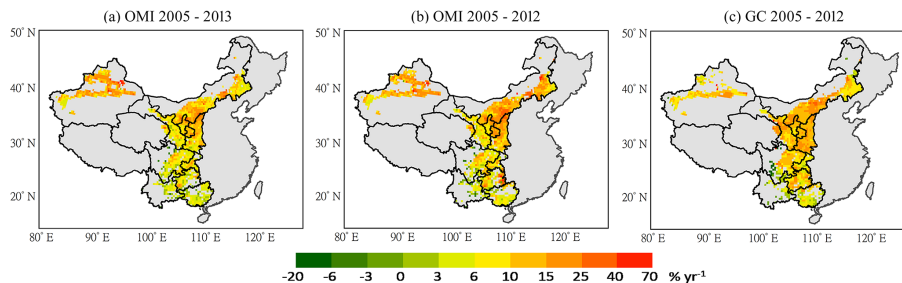 (a) OMI 2005 - 2013
(b) OMI 2005 - 2012
(c) GC 2005 - 2012
50° N
40° N
30° N
20° N
80° E 90° E 100° E 110° E 120° E
50° N
40° N
30° N
20° N
80° E 90° E 100° E 110° E 120° E
50° N
40° N
30° N
20° N
80° E 90° E 100° E 110° E 120° E
-20 -6 -3 0 3 6 10 15 25 40 70 % yr⁻¹